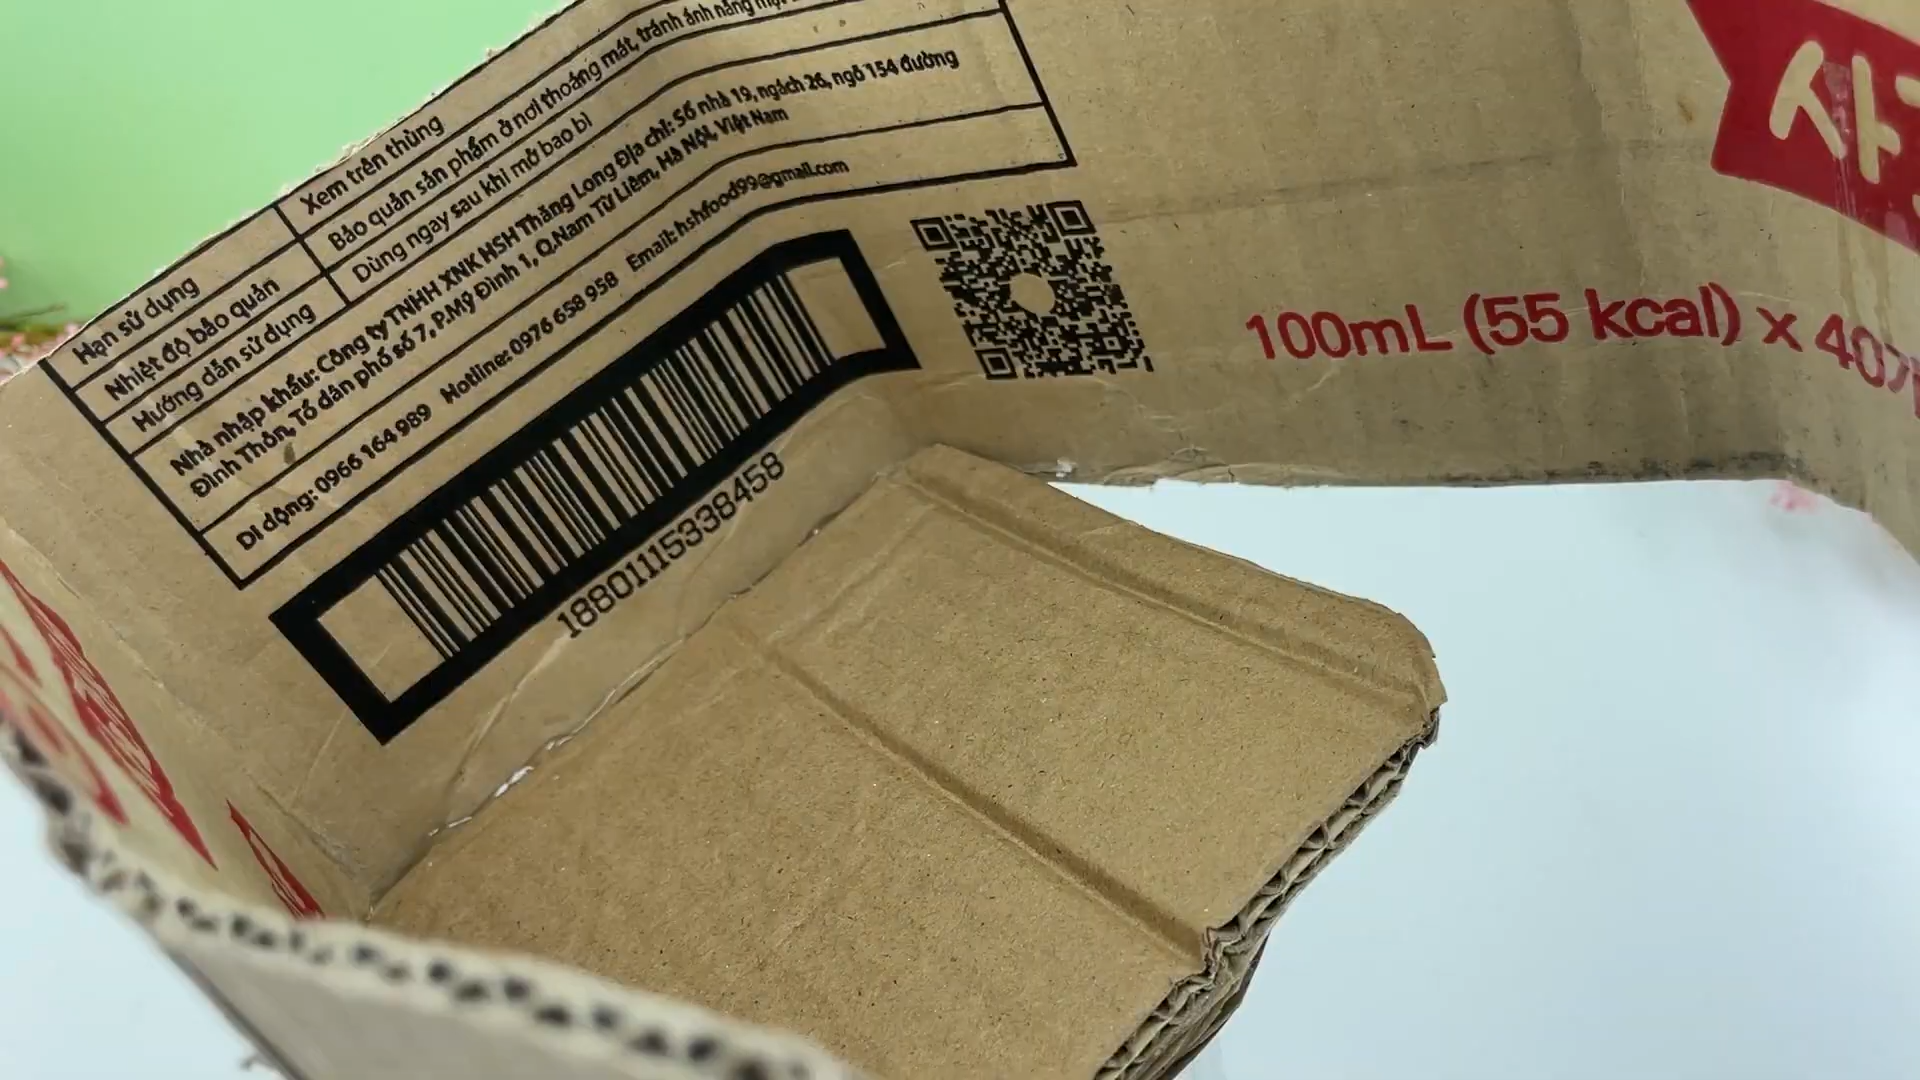 Hạn sử dụng
Xem trên thùng
Nhiệt độ bảo quản
Bảo quản sản phẩm ở nơi thoáng mát, tránh ánh nắng
Hướng dẫn sử dụng
Dùng ngay sau khi mở bao bì
Nhà nhập khẩu: Công ty TNHH XNK HSH Thăng Long Địa chỉ: Số nhà 19, ngách 26, ngõ 154 đường
Đình Thôn, Tổ dân phố số 7, P.Mỹ Đình 1, Q.Nam Từ Liêm, Hà Nội, Việt Nam
Di động: 0966 164 989 Hotline: 0976 658 958 Email: hshfood99@gmail.com
18801115338458
100mL (55 kcal) x 40개